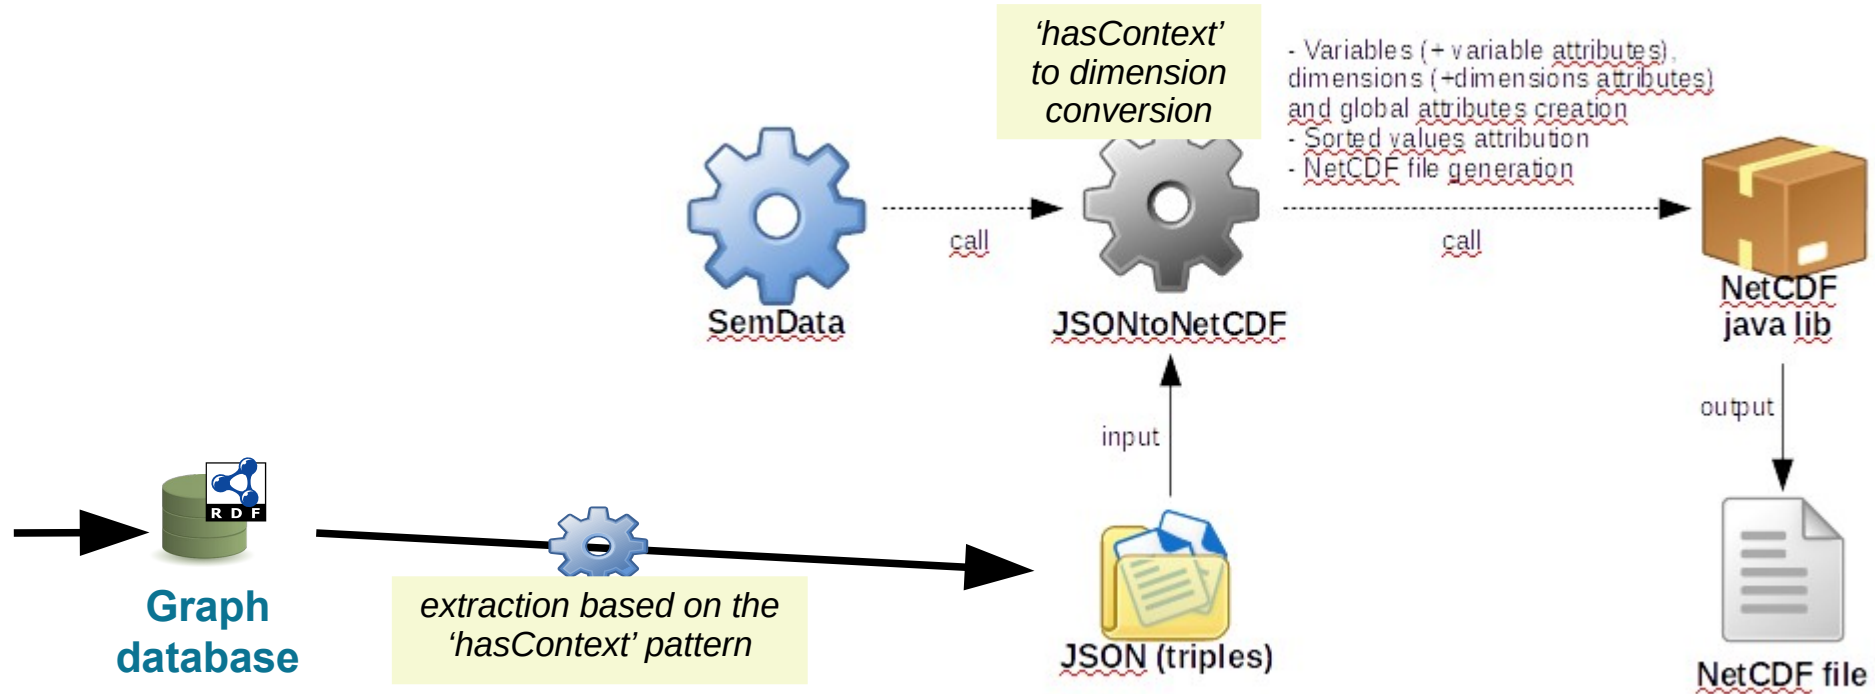 ‘hasContext’
to dimension
conversion
- Variables (+ variable attributes),
dimensions (+dimensions attributes)
and global attributes creation
- Sorted values attribution
- NetCDF file generation
call
call
SemData
JSONtoNetCDF
NetCDF
java lib
input
output
RDF
Graph
database
extraction based on the
‘hasContext’ pattern
JSON (triples)
NetCDF file